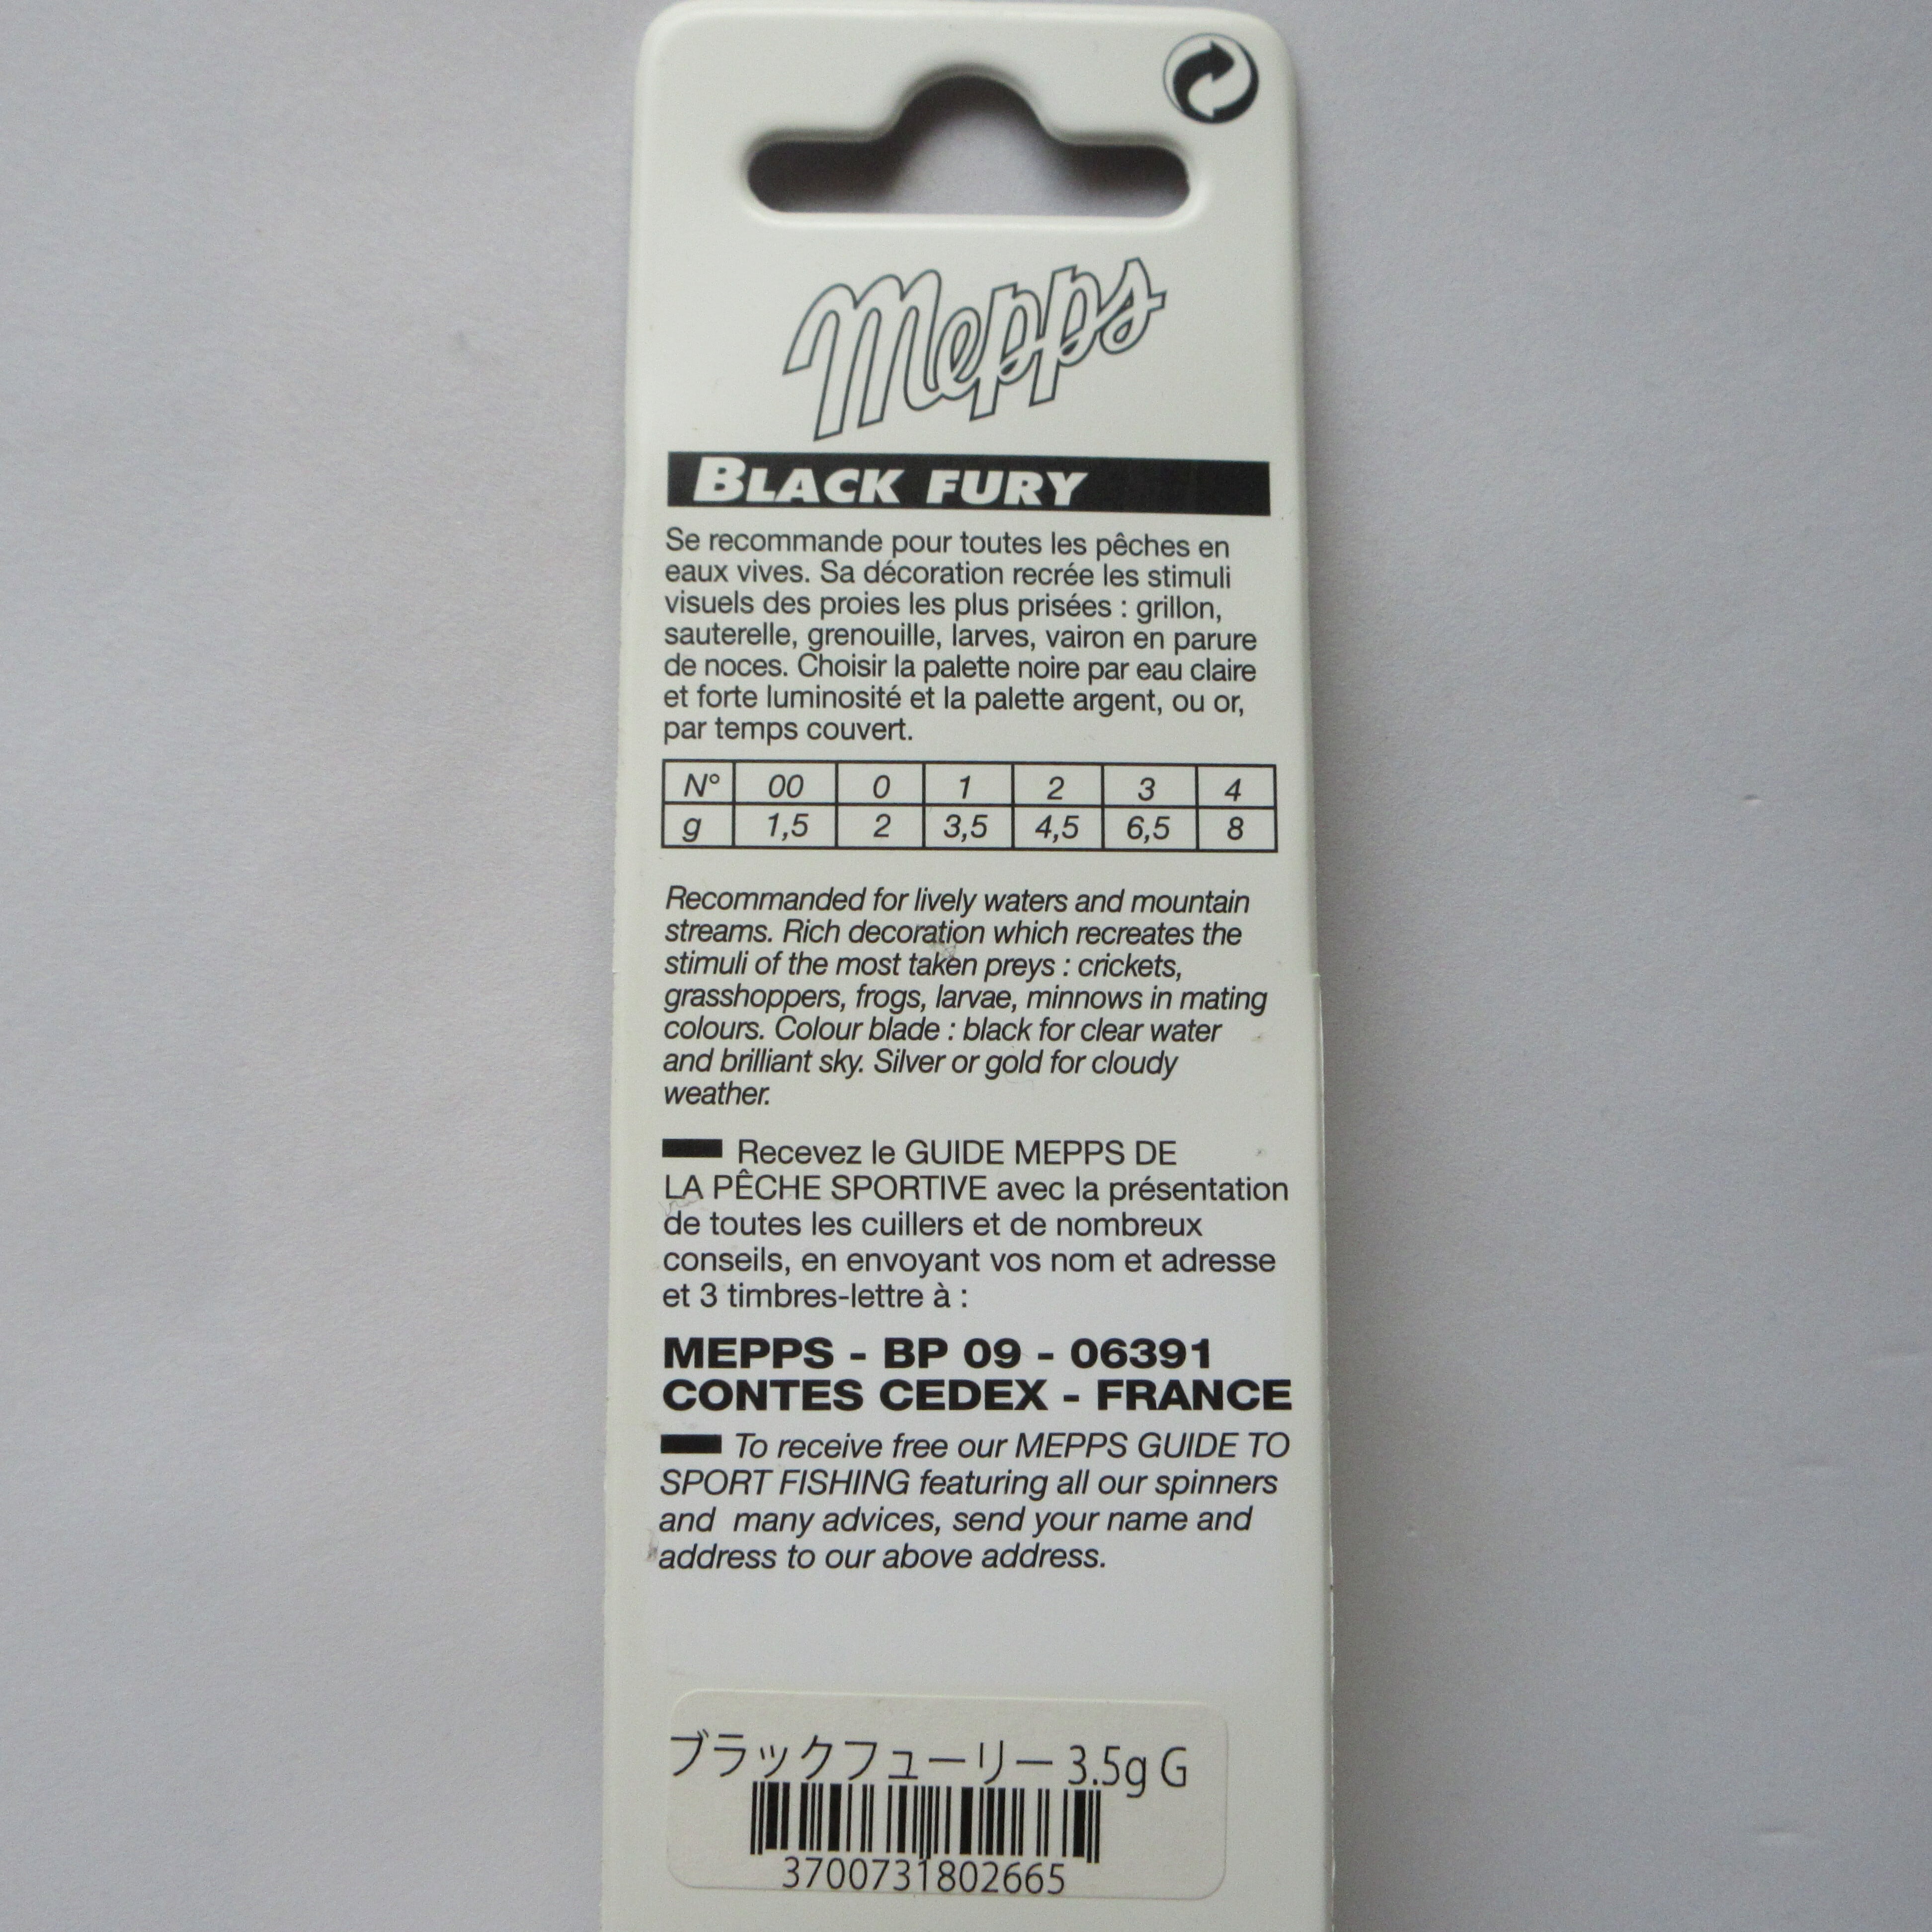 Mepps
BLACK FURY
Se recommande pour toutes les pêches en
eaux vives. Sa décoration recrée les stimuli
visuels des proies les plus prisées : grillon,
sauterelle, grenouille, larves, vairon en parure
de noces. Choisir la palette noire par eau claire
et forte luminosité et la palette argent, ou or,
par temps couvert.
N° 00 0 1 2 3 4
g 1,5 2 3,5 4,5 6,5 8
Recommanded for lively waters and mountain
streams. Rich decoration which recreates the
stimuli of the most taken preys : crickets,
grasshoppers, frogs, larvae, minnows in mating
colours. Colour blade : black for clear water
and brilliant sky. Silver or gold for cloudy
weather.
Recevez le GUIDE MEPPS DE
LA PÊCHE SPORTIVE avec la présentation
de toutes les cuillers et de nombreux
conseils, en envoyant vos nom et adresse
et 3 timbres-lettre à :
MEPPS - BP 09 - 06391
CONTES CEDEX - FRANCE
To receive free our MEPPS GUIDE TO
SPORT FISHING featuring all our spinners
and many advices, send your name and
address to our above address.
ブラックフューリー 3.5g G
3700731802665